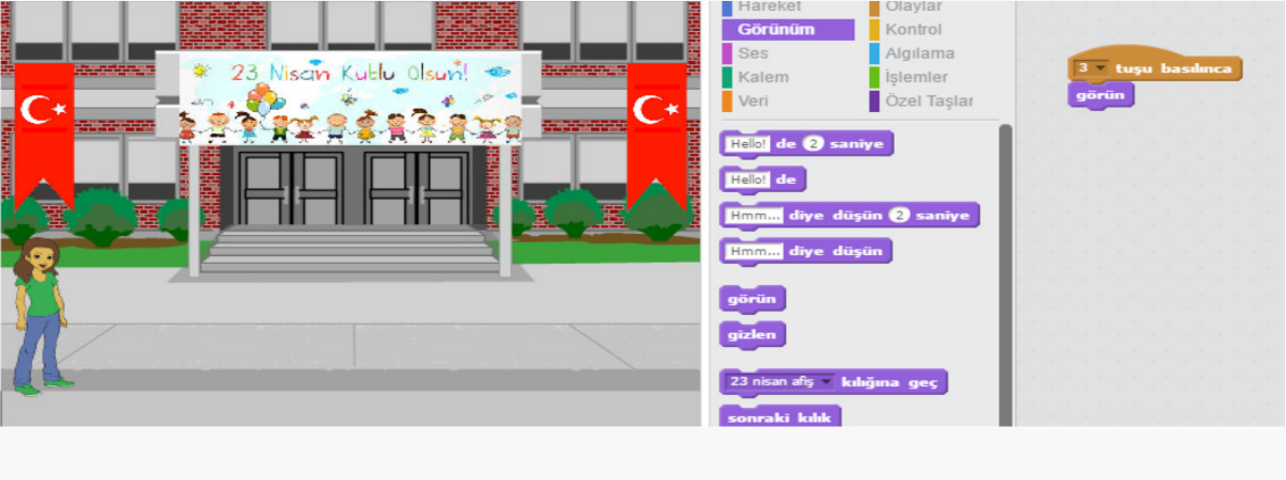 23 Nisan Kutlu Olsun!
Hareket
Olaylar
Görünüm
Kontrol
Ses
Algılama
Kalem
İşlemler
Veri
Özel Taşlar
Hello! de 2 saniye
Hello! de
Hmm... diye düşün 2 saniye
Hmm... diye düşün
görün
gizlen
23 nisan afiş kılığına geç
sonraki kılık
3 tuşu basılınca
görün